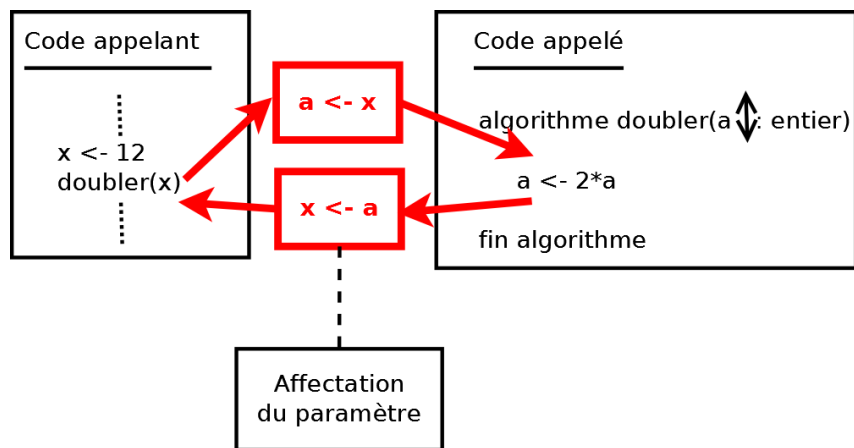 Code appelant
x <- 12
doubler(x)
a <- x
x <- a
Code appelé
algorithme doubler(a ↕: entier)
a <- 2*a
fin algorithme
Affectation
du paramètre